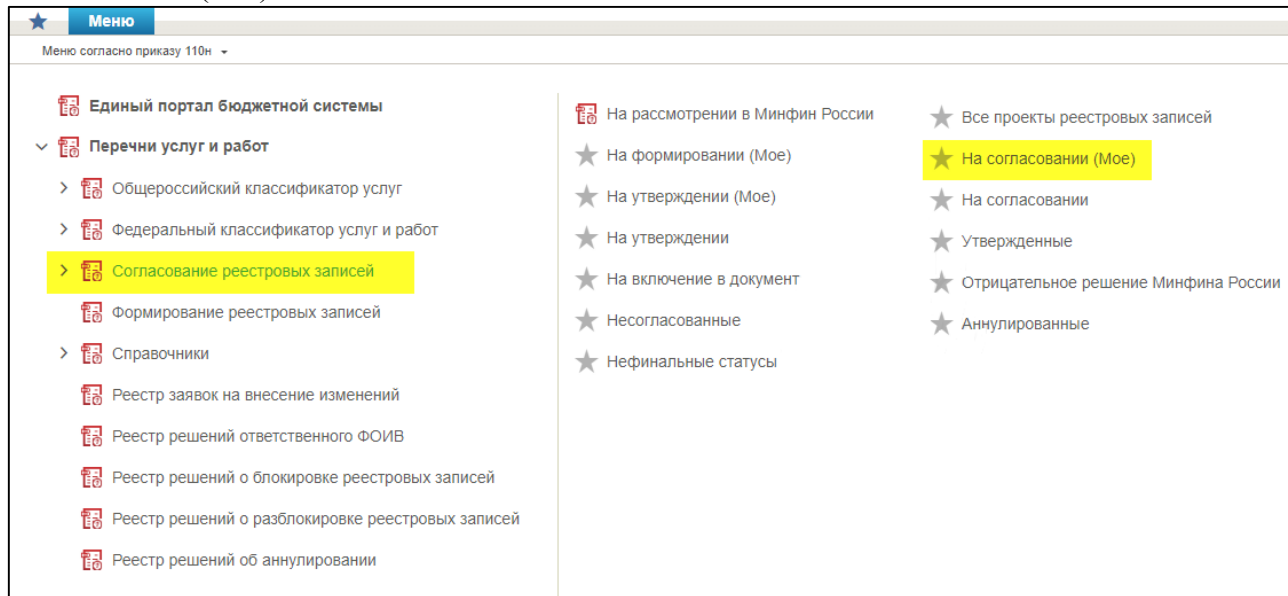 Меню
Меню согласно приказу 110н
Единый портал бюджетной системы
Перечни услуг и работ
Общероссийский классификатор услуг
Федеральный классификатор услуг и работ
Согласование реестровых записей
Формирование реестровых записей
Справочники
Реестр заявок на внесение изменений
Реестр решений ответственного ФОИВ
Реестр решений о блокировке реестровых записей
Реестр решений о разблокировке реестровых записей
Реестр решений об аннулировании
На рассмотрении в Минфин России
На формировании (Мое)
На утверждении (Мое)
На утверждении
На включение в документ
Несогласованные
Нефинальные статусы
Все проекты реестровых записей
На согласовании (Мое)
На согласовании
Утвержденные
Отрицательное решение Минфина России
Аннулированные